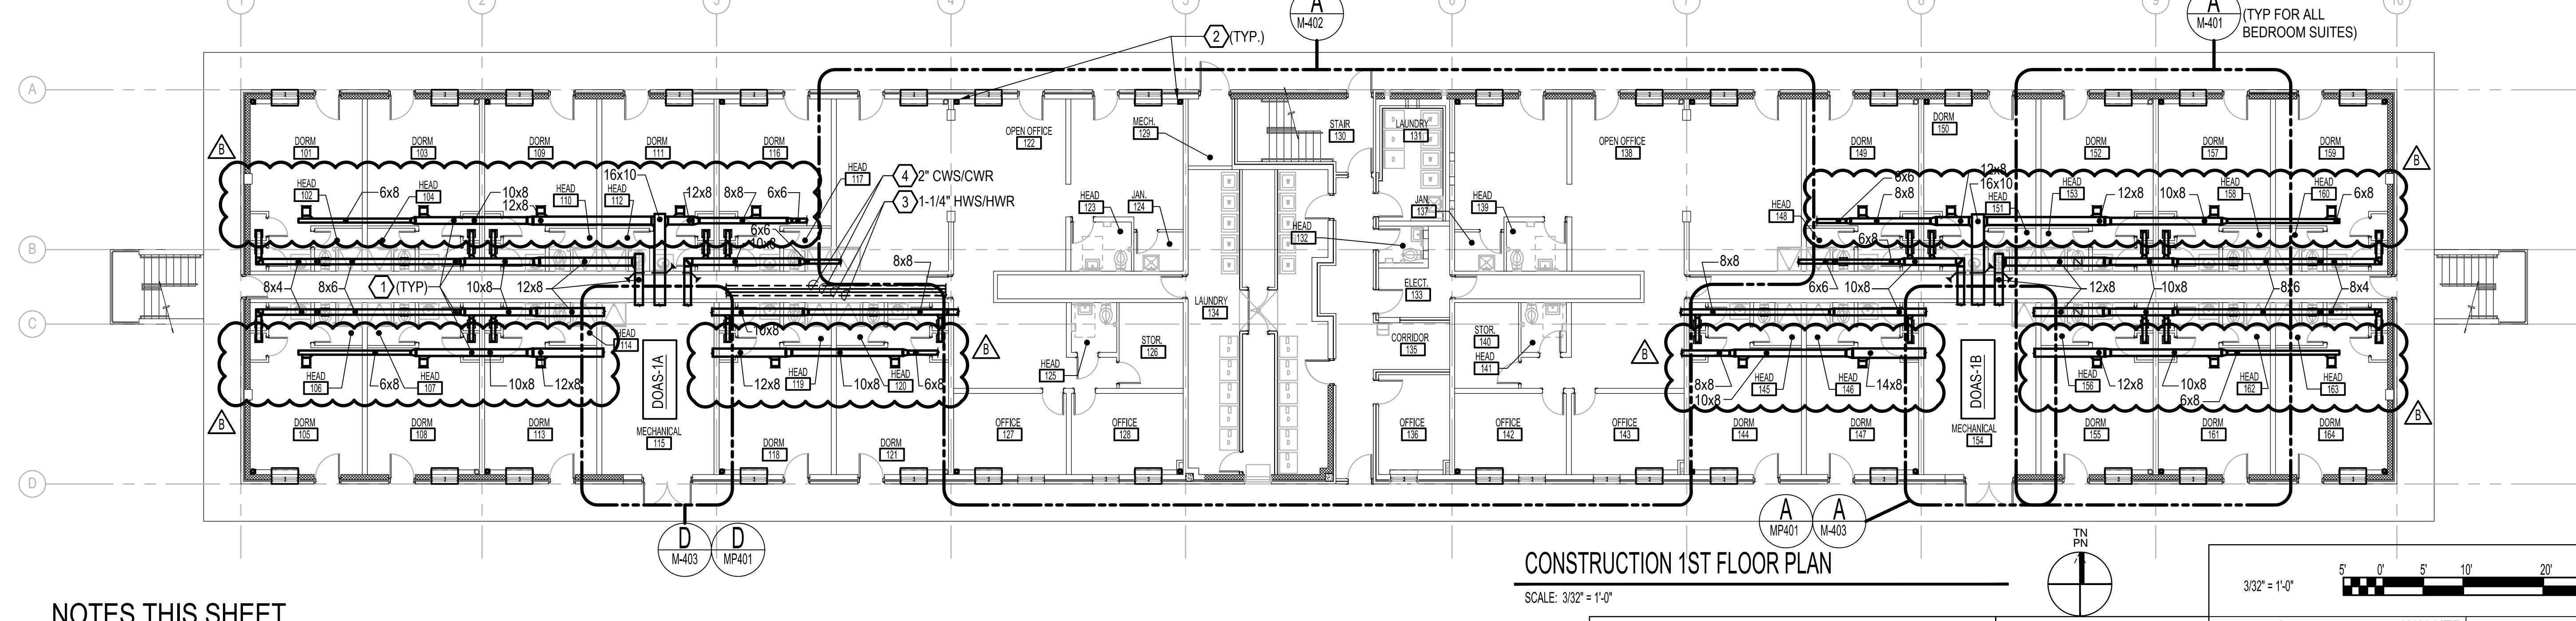 1
2
3
4
5
6
7
8
9
10
A
M-402
A
M-401
(TYP FOR ALL
BEDROOM SUITES)
2 (TYP.)
A
DORM
101
DORM
103
DORM
109
DORM
111
DORM
116
OPEN OFFICE
122
MECH.
129
STAIR
130
LAUNDRY
131
OPEN OFFICE
138
DORM
149
DORM
150
DORM
152
DORM
157
DORM
159
B
B
HEAD
102
6x8
HEAD
104
10x8
12x8
HEAD
110
HEAD
112
16x10
12x8
8x8
6x6
HEAD
117
4 2" CWS/CWR
3 1-1/4" HWS/HWR
HEAD
123
JAN.
124
HEAD
132
JAN.
137
HEAD
139
HEAD
148
6x6
8x8
12x8
16x10
HEAD
151
HEAD
153
12x8
10x8
HEAD
158
HEAD
160
6x8
B
6x6
10x8
6x8
B
8x4
8x6
1 (TYP)
10x8
12x8
8x8
ELECT.
133
8x8
6x6
10x8
12x8
10x8
8x6
8x4
C
LAUNDRY
134
C
HEAD
114
10x8
B
STOR.
126
CORRIDOR
135
STOR.
140
B
DOAS-1A
DOAS-1B
HEAD
106
6x8
HEAD
107
10x8
12x8
12x8
HEAD
119
10x8
HEAD
120
6x8
HEAD
125
HEAD
141
8x8
10x8
HEAD
145
HEAD
146
14x8
HEAD
156
12x8
10x8
6x8
HEAD
162
HEAD
163
B
B
DORM
105
DORM
108
DORM
113
MECHANICAL
115
DORM
118
DORM
121
OFFICE
127
OFFICE
128
OFFICE
136
OFFICE
142
OFFICE
143
DORM
144
DORM
147
MECHANICAL
154
DORM
155
DORM
161
DORM
164
D
D
M-403
D
MP401
A
MP401
A
M-403
CONSTRUCTION 1ST FLOOR PLAN
SCALE: 3/32" = 1'-0"
TN
PN
3/32" = 1'-0"
5' 0' 5' 10' 20'
NOTES THIS SHEET